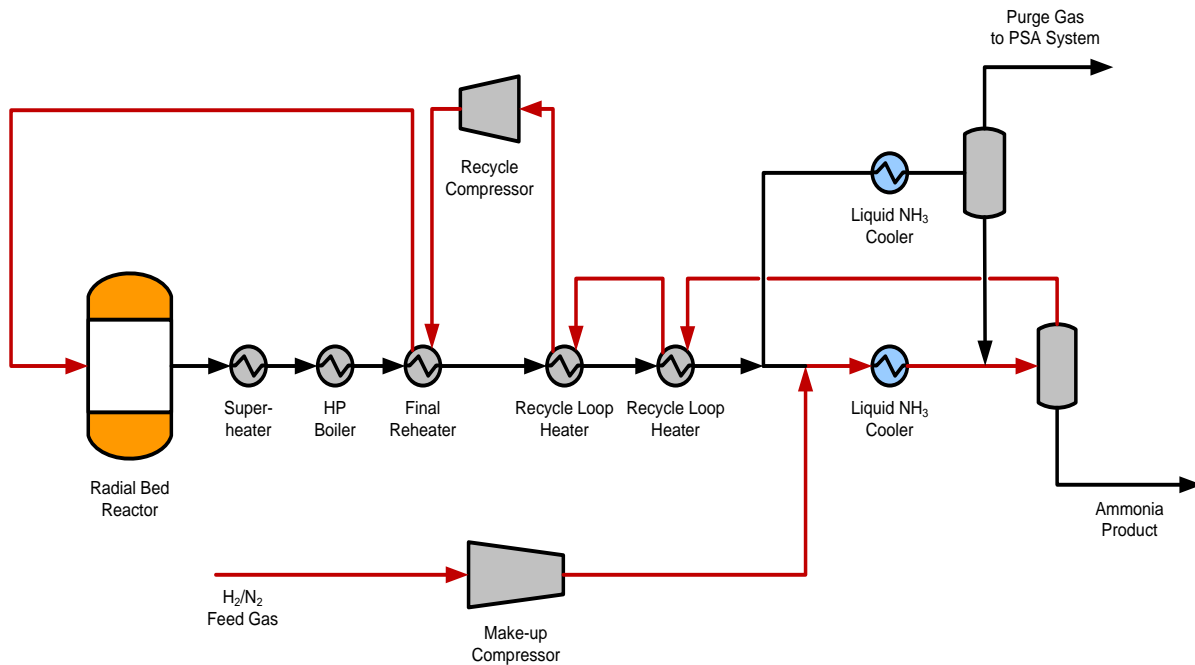 Purge Gas
to PSA System
Recycle
Compressor
Liquid NH₃
Cooler
Super-
heater
HP
Boiler
Final
Reheater
Recycle Loop
Heater
Recycle Loop
Heater
Liquid NH₃
Cooler
Radial Bed
Reactor
Ammonia
Product
H₂/N₂
Feed Gas
Make-up
Compressor